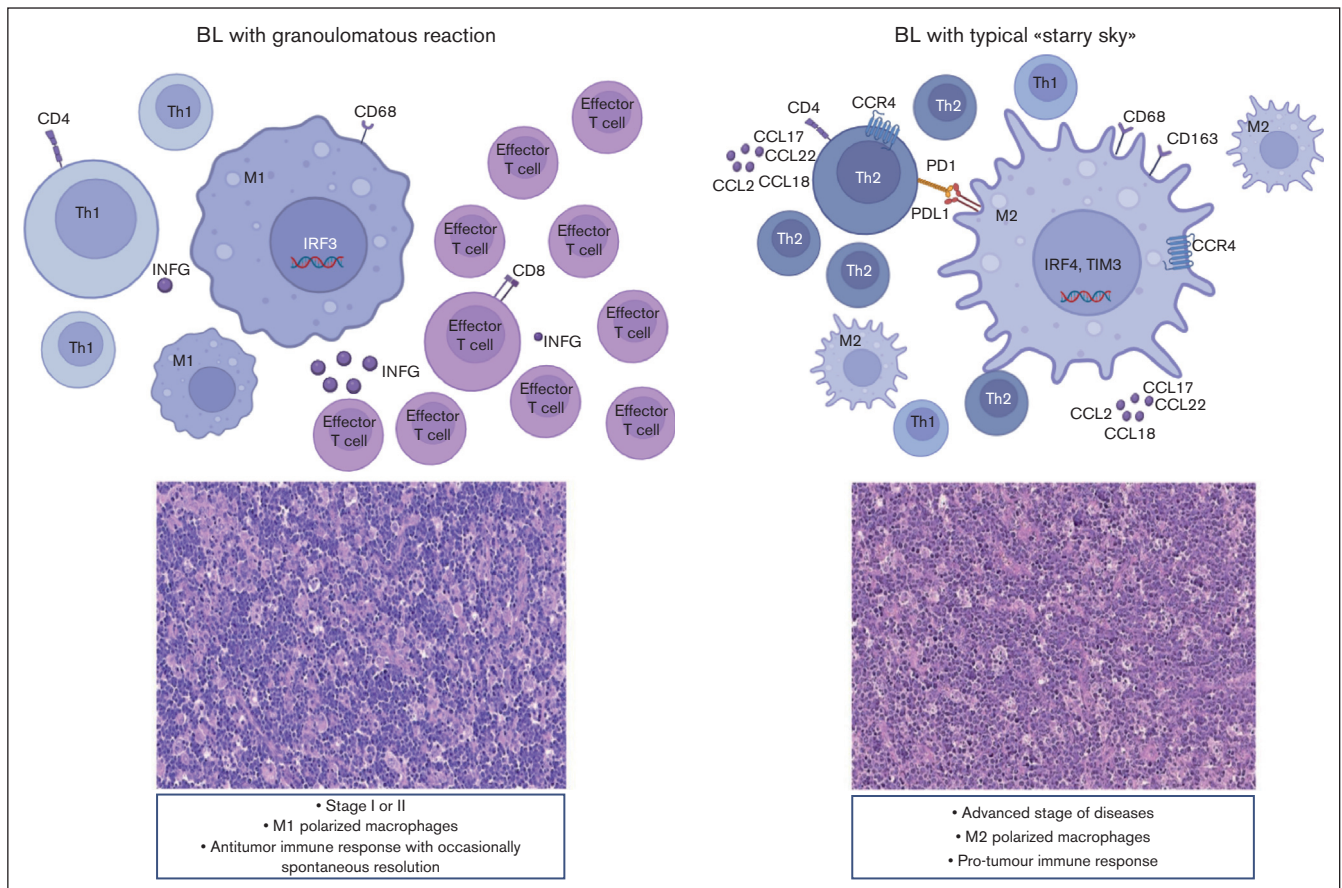 BL with granoulomatous reaction
CD4
Th1
CD68
Effector
T cell
Effector
T cell
M1
Th1
Effector
T cell
Effector
T cell
IRF3
INFG
CD8
Effector
T cell
Effector
T cell
INFG
Th1
M1
INFG
Effector
T cell
Effector
T cell
Effector
T cell
Effector
T cell
• Stage I or II
• M1 polarized macrophages
• Antitumor immune response with occasionally
spontaneous resolution
BL with typical «starry sky»
CD4
CCR4
Th2
Th1
CD68
CD163
M2
CCL17
CCL22
CCL2
CCL18
Th2
PD1
PDL1
M2
Th2
Th2
CCR4
IRF4, TIM3
M2
Th2
Th1
CCL17
CCL2
CCL22
CCL18
• Advanced stage of diseases
• M2 polarized macrophages
• Pro-tumour immune response